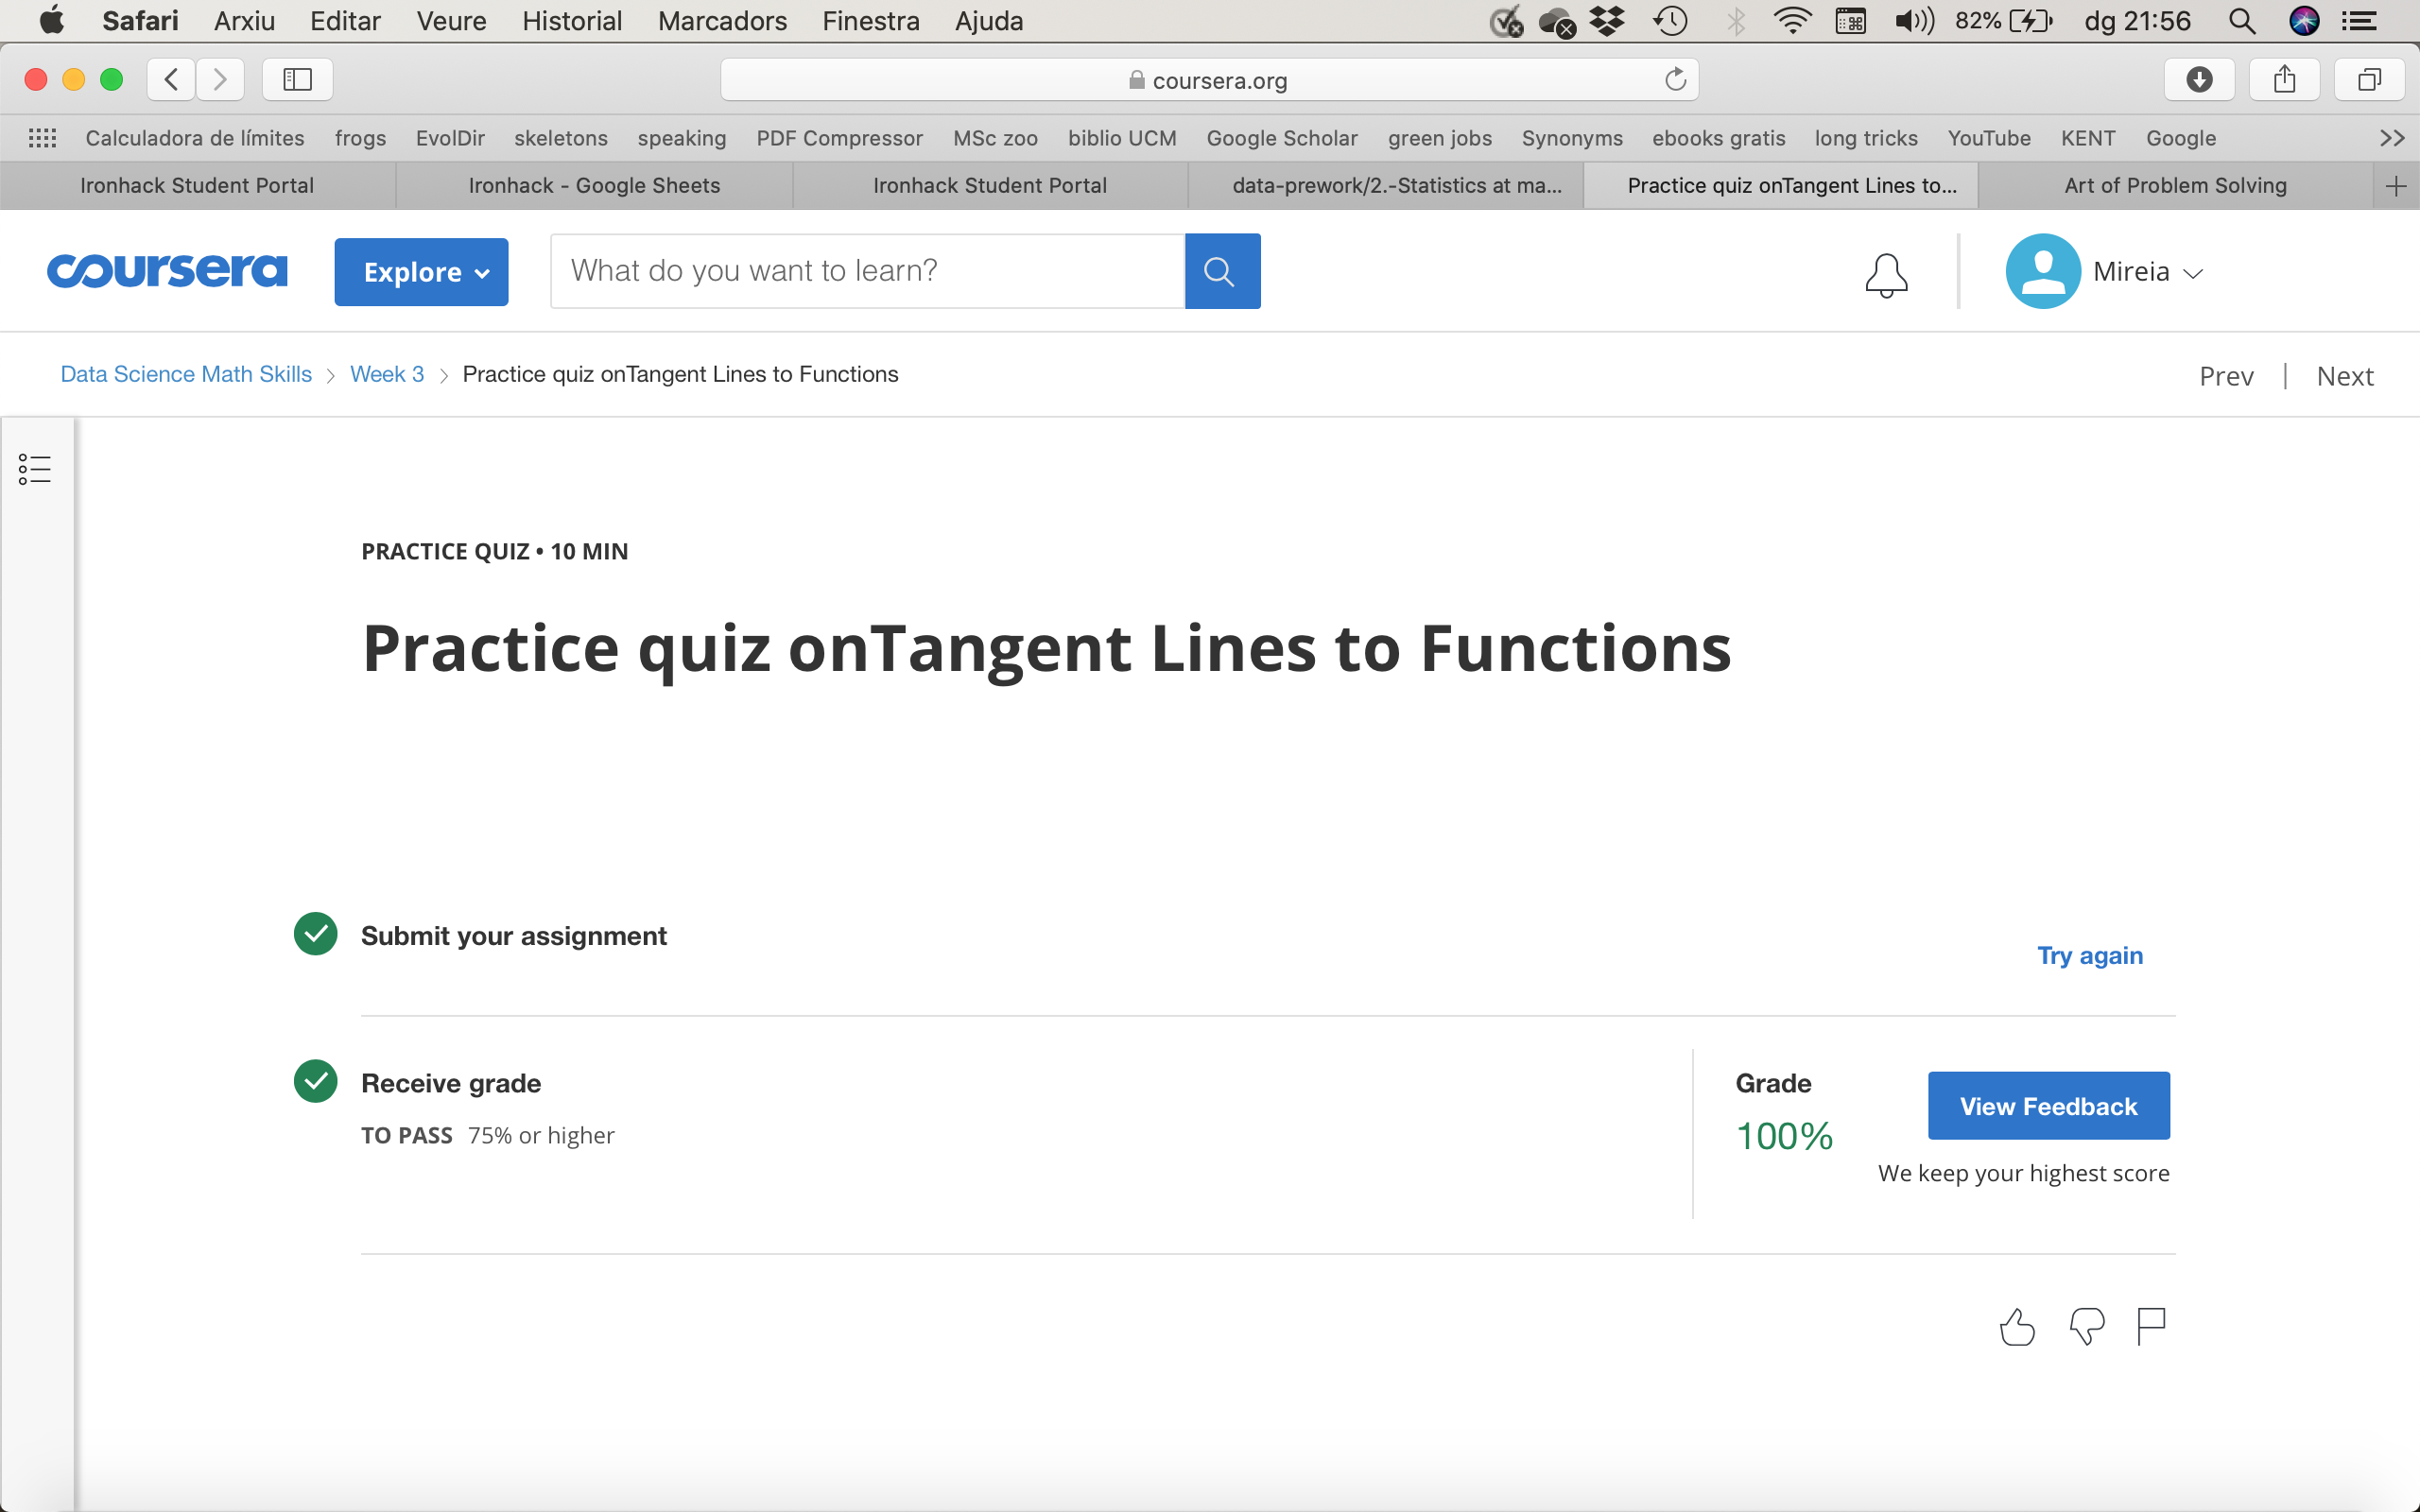 Safari Arxiu Editar Veure Historial Marcadors Finestra Ajuda 82% dg 21:56
coursera.org
Calculadora de límites frogs EvolDir skeletons speaking PDF Compressor MSc zoo biblio UCM Google Scholar green jobs Synonyms ebooks gratis long tricks YouTube KENT Google
Ironhack Student Portal Ironhack - Google Sheets Ironhack Student Portal data-prework/2.-Statistics at ma... Practice quiz onTangent Lines to... Art of Problem Solving
coursera Explore What do you want to learn? Mireia
Data Science Math Skills > Week 3 > Practice quiz onTangent Lines to Functions Prev | Next
PRACTICE QUIZ • 10 MIN
Practice quiz onTangent Lines to Functions
Submit your assignment
Try again
Receive grade
TO PASS 75% or higher
Grade
100%
View Feedback
We keep your highest score